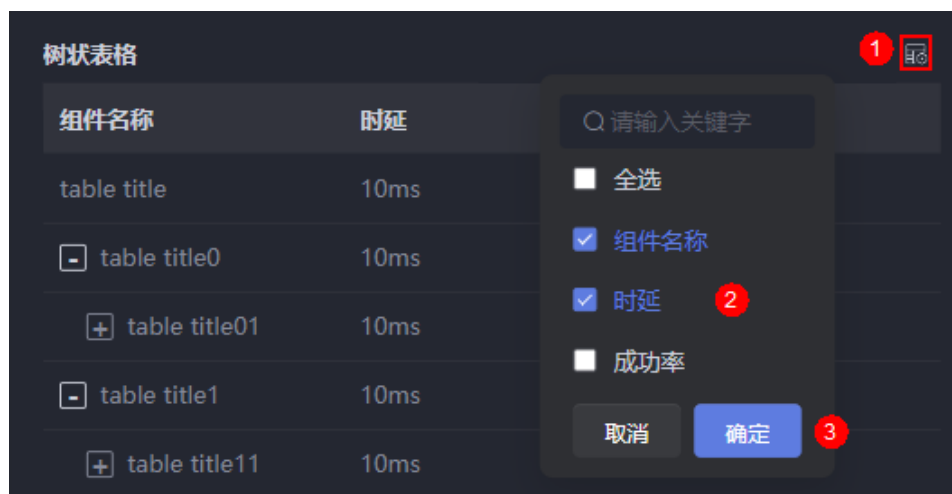 树状表格
1
组件名称 时延
请输入关键字
table title 10ms
全选
- table title0 10ms
组件名称
+ table title01 10ms
时延 2
- table title1 10ms
成功率
+ table title11 10ms
取消 确定 3